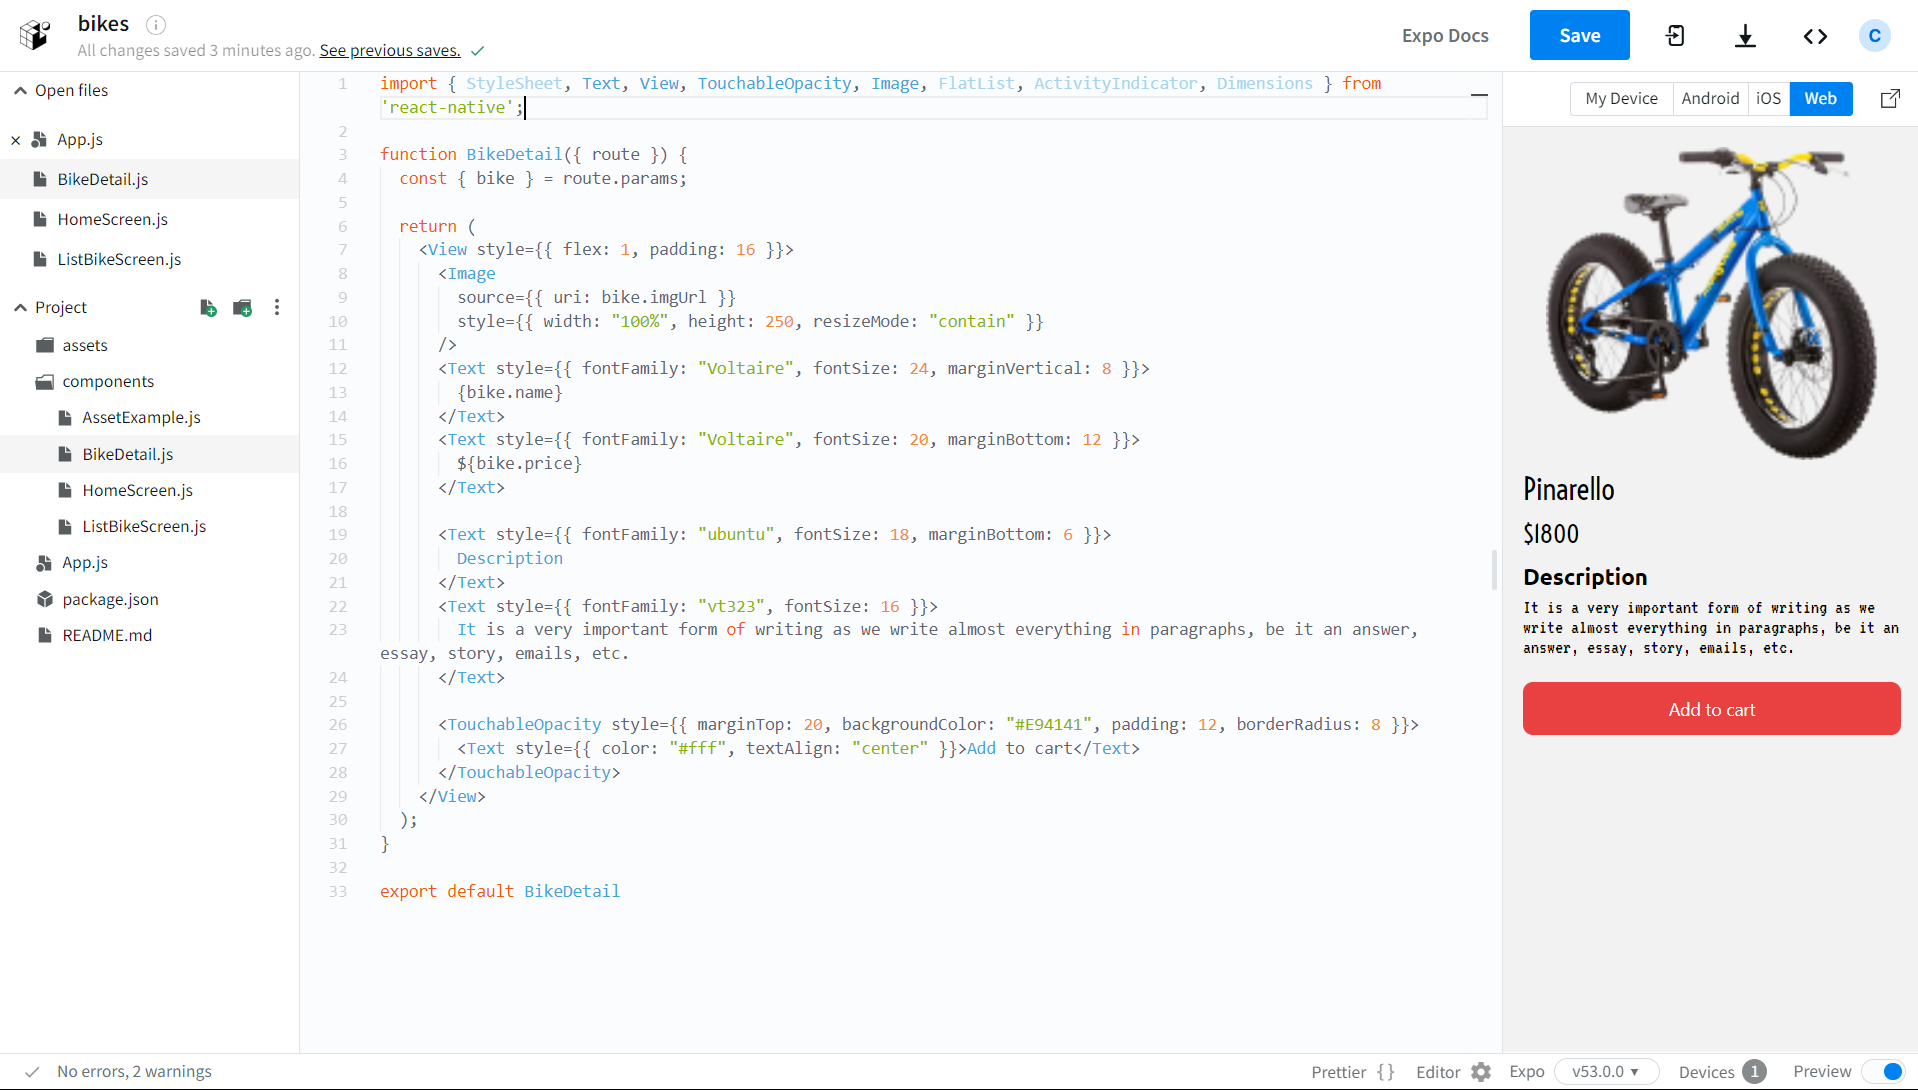 bikes
All changes saved 3 minutes ago. See previous saves.
Expo Docs
Save
C
Open files
App.js
BikeDetail.js
HomeScreen.js
ListBikeScreen.js
Project
assets
components
AssetExample.js
BikeDetail.js
HomeScreen.js
ListBikeScreen.js
App.js
package.json
README.md
1 import { StyleSheet, Text, View, TouchableOpacity, Image, FlatList, ActivityIndicator, Dimensions } from
'react-native';
2
3 function BikeDetail({ route }) {
4 const { bike } = route.params;
5
6 return (
7 <View style={{ flex: 1, padding: 16 }}>
8 <Image
9 source={{ uri: bike.imgUrl }}
10 style={{ width: "100%", height: 250, resizeMode: "contain" }}
11 />
12 <Text style={{ fontFamily: "Voltaire", fontSize: 24, marginVertical: 8 }}>
13 {bike.name}
14 </Text>
15 <Text style={{ fontFamily: "Voltaire", fontSize: 20, marginBottom: 12 }}>
16 ${bike.price}
17 </Text>
18
19 <Text style={{ fontFamily: "ubuntu", fontSize: 18, marginBottom: 6 }}>
20 Description
21 </Text>
22 <Text style={{ fontFamily: "vt323", fontSize: 16 }}>
23 It is a very important form of writing as we write almost everything in paragraphs, be it an answer,
essay, story, emails, etc.
24 </Text>
25
26 <TouchableOpacity style={{ marginTop: 20, backgroundColor: "#E94141", padding: 12, borderRadius: 8 }}>
27 <Text style={{ color: "#fff", textAlign: "center" }}>Add to cart</Text>
28 </TouchableOpacity>
29 </View>
30 );
31 }
32
33 export default BikeDetail
My Device Android iOS Web
Pinarello
$1800
Description
It is a very important form of writing as we
write almost everything in paragraphs, be it an
answer, essay, story, emails, etc.
Add to cart
No errors, 2 warnings
Prettier {} Editor Expo v53.0.0 Devices 1 Preview